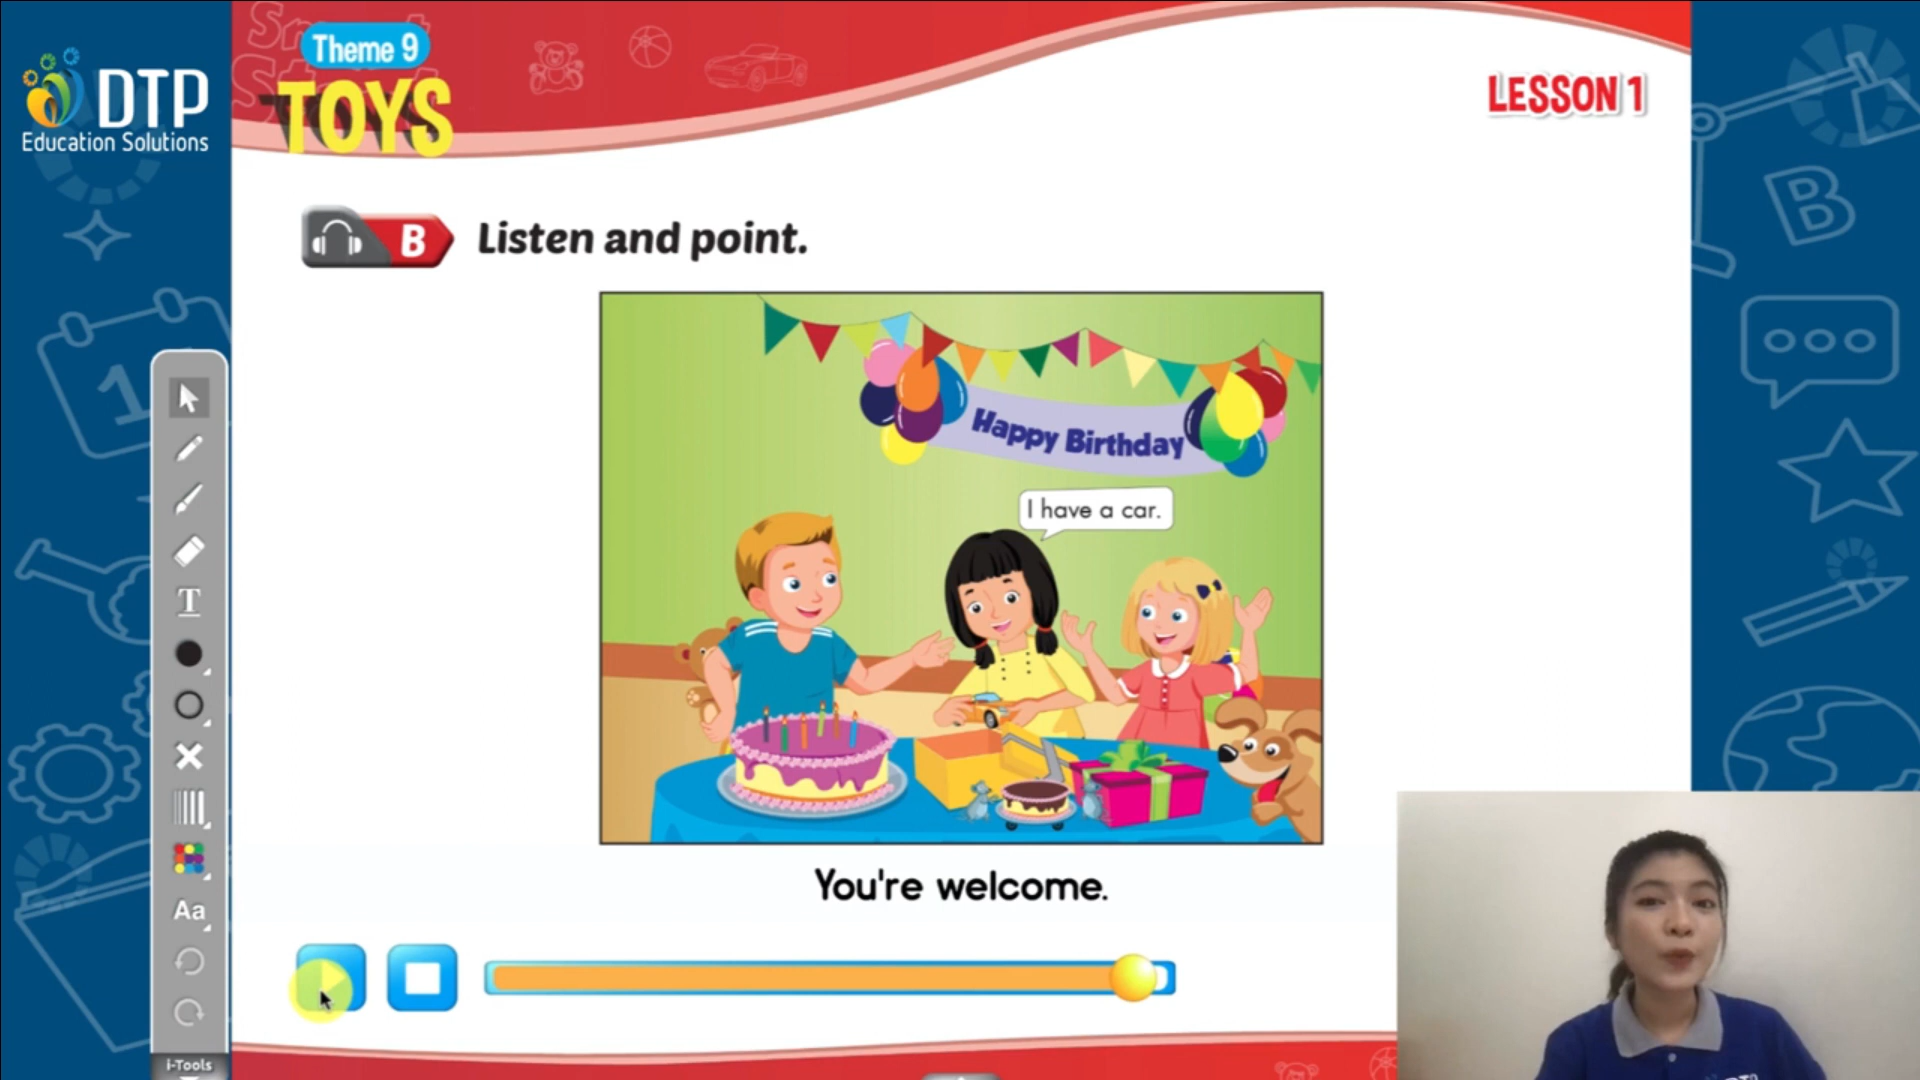 DTP
Education Solutions
Theme 9
TOYS
LESSON 1
B Listen and point.
Happy Birthday
I have a car.
You're welcome.
T
Aa
i-Tools
B
1